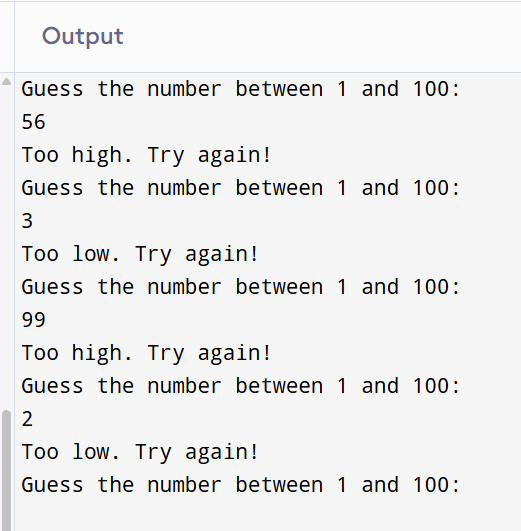 Output
Guess the number between 1 and 100:
56
Too high. Try again!
Guess the number between 1 and 100:
3
Too low. Try again!
Guess the number between 1 and 100:
99
Too high. Try again!
Guess the number between 1 and 100:
2
Too low. Try again!
Guess the number between 1 and 100: